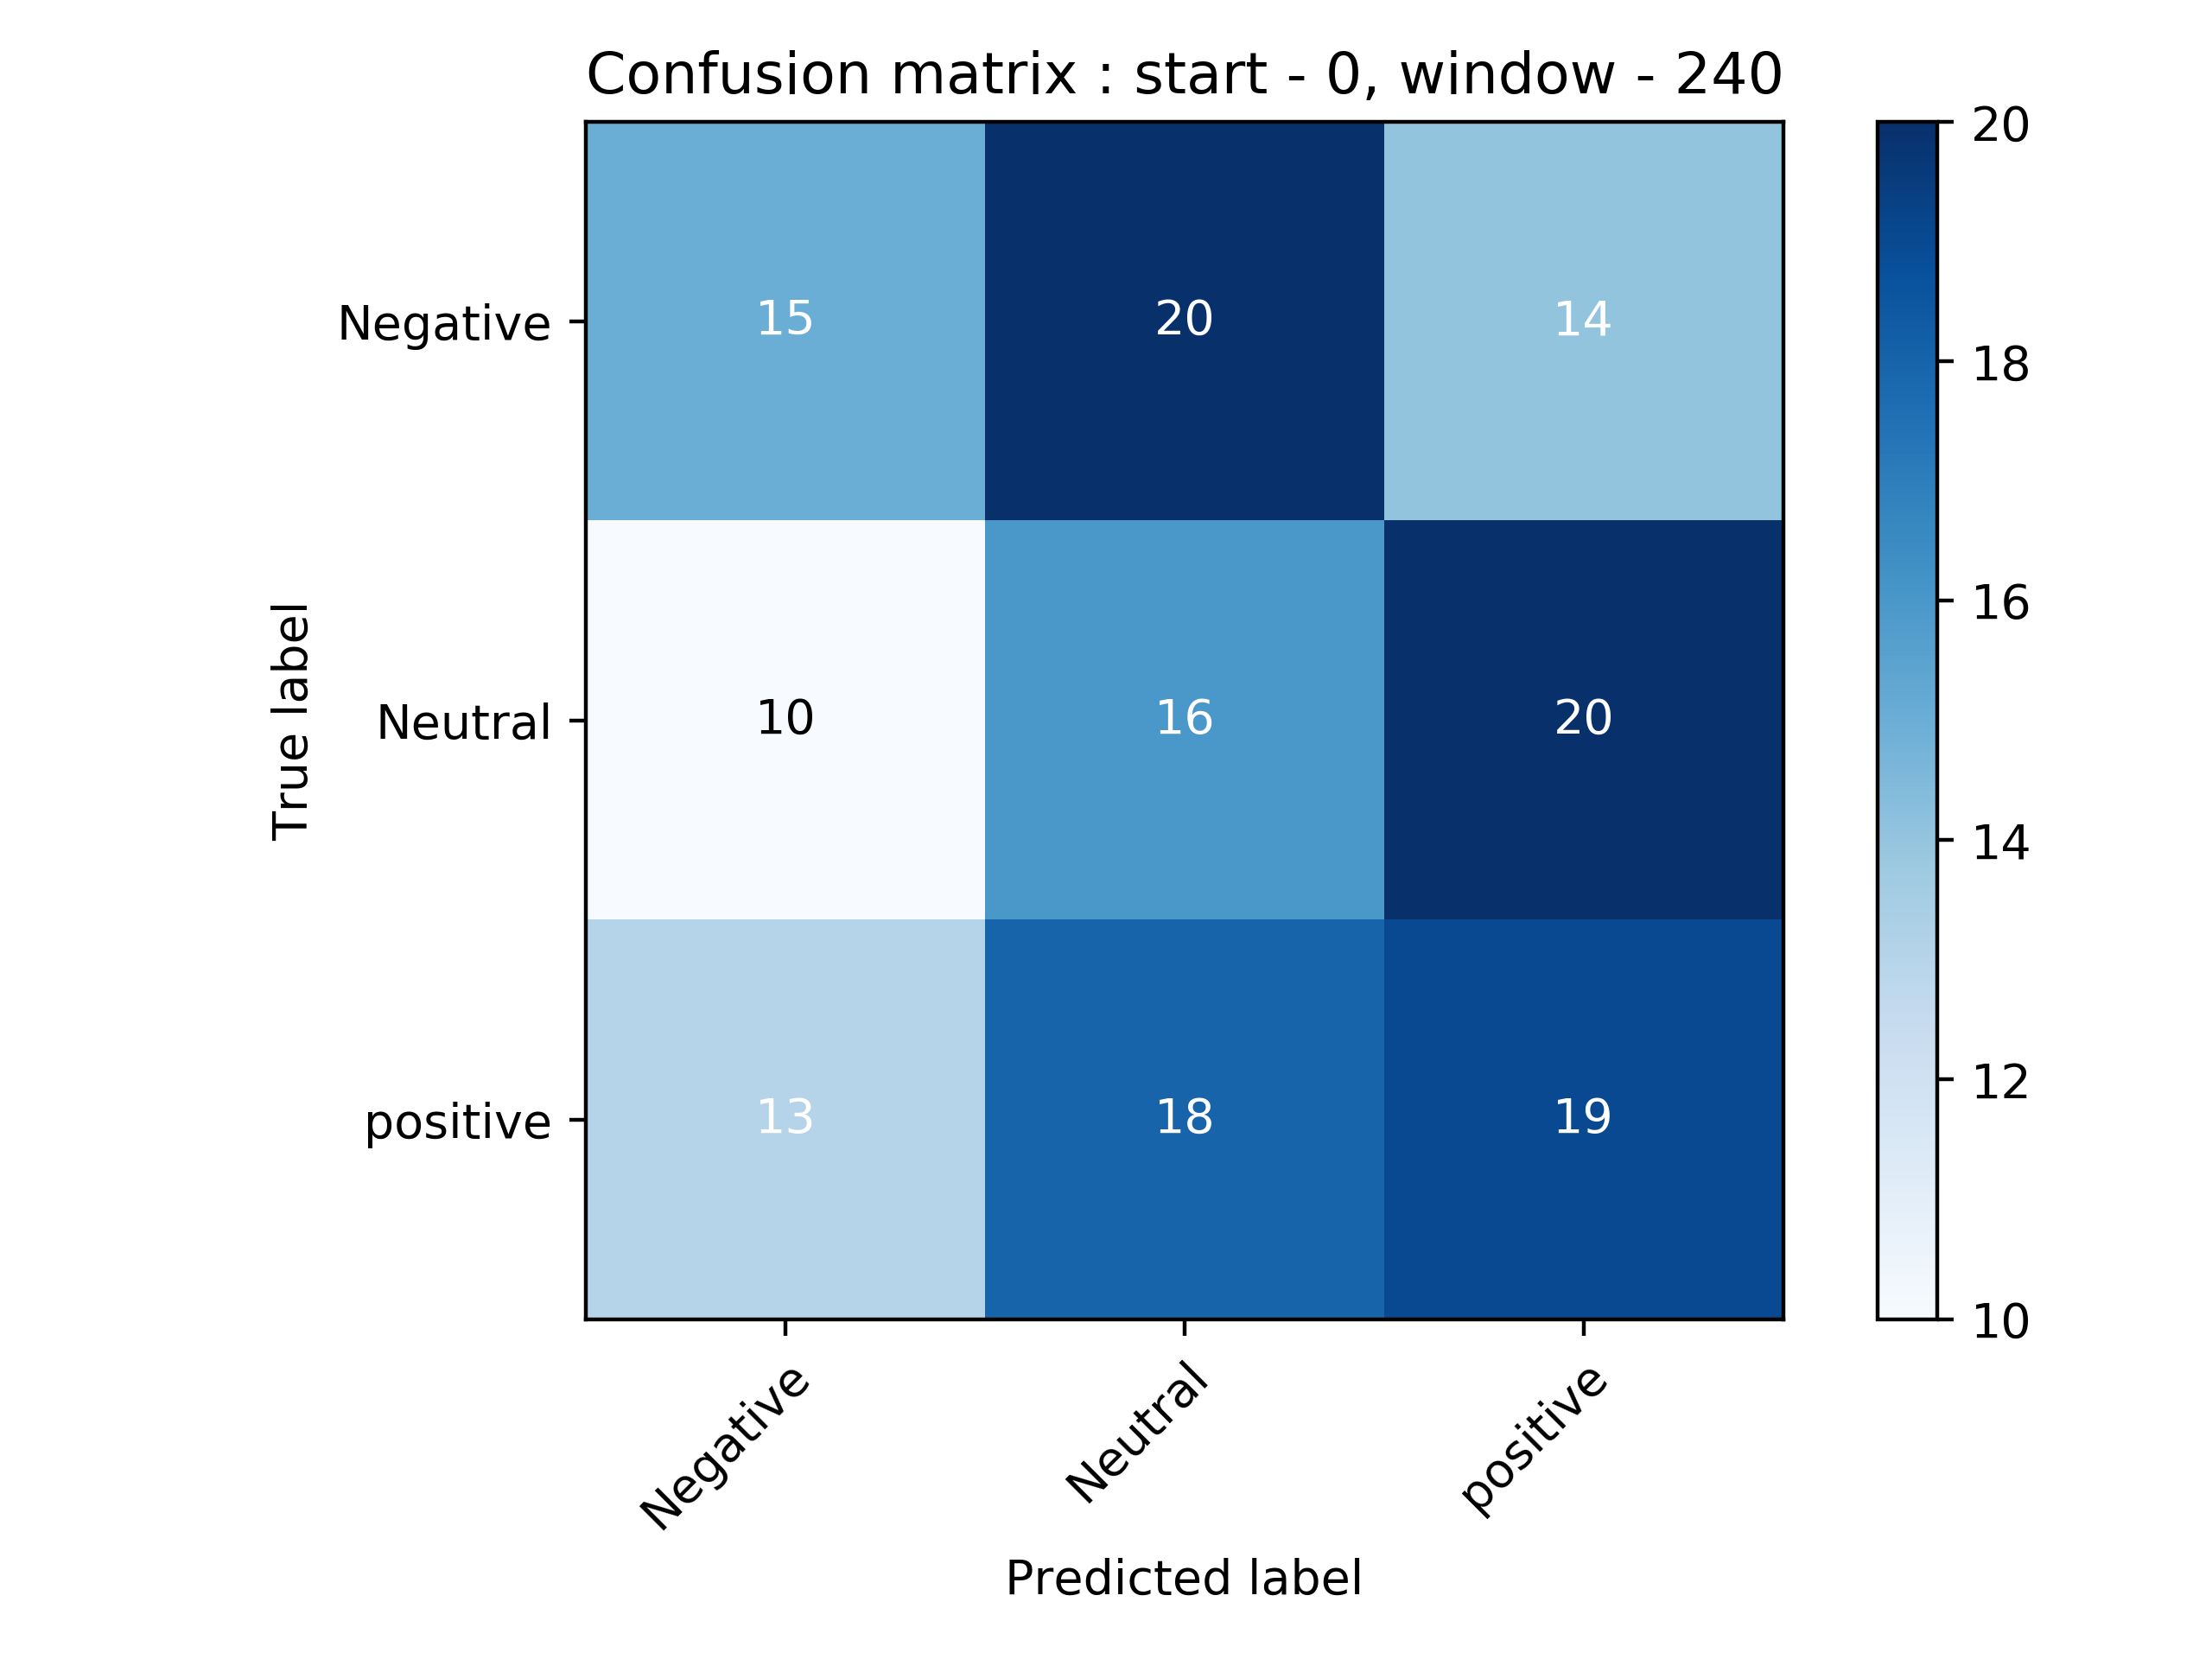 Confusion matrix : start - 0, window - 240
True label
Negative
15
20
14
Neutral
10
16
20
positive
13
18
19
Negative
Neutral
positive
Predicted label
20
18
16
14
12
10